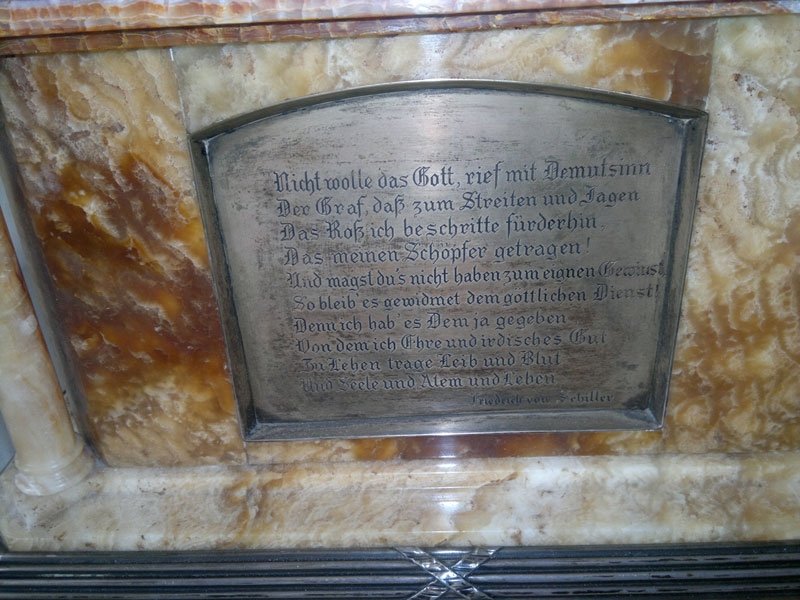 Nicht wolle das Gott, rief mit Demutsinn
Der Graf, daß zum Streiten und Jagen
Das Roß ich beschritte fürderhin,
Das meinen Schöpfer getragen!
Und magst du's nicht haben zum eignen Gewinst
So bleib' es gewidmet dem gottlichen Dienst!
Denn ich hab' es Dem ja gegeben
Von dem ich Ehre und irdisches Gut
Zu Lehen trage Leib und Blut
Und Seele und Atem und Leben
Friedrich von Schiller